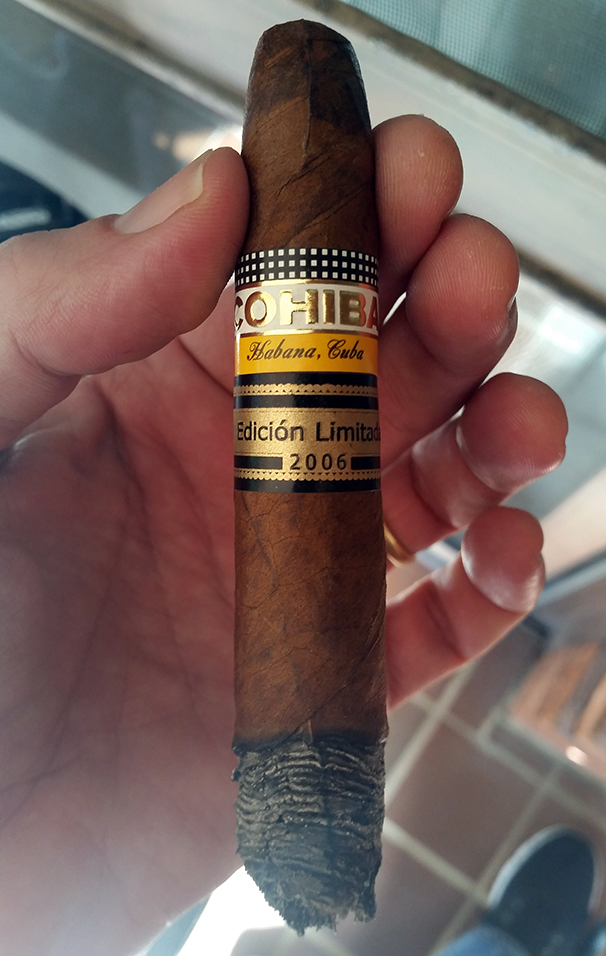 COHIBA
Habana, Cuba
Edición Limitada
2006